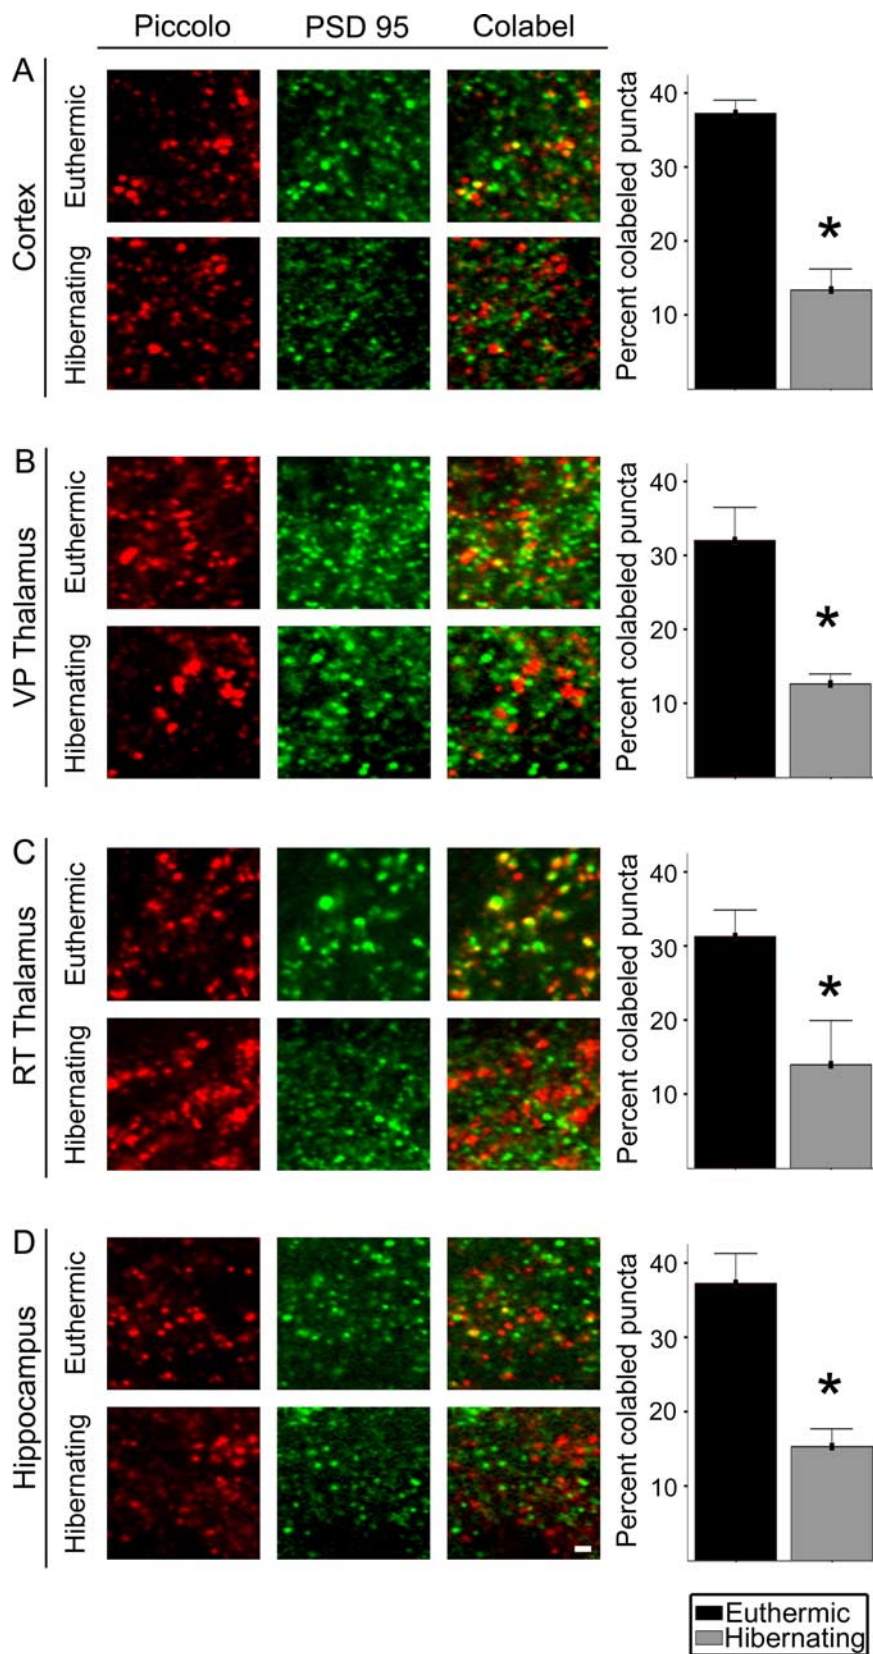 Piccolo PSD 95 Colabel
A
Cortex
Euthermic
Hibernating
Percent colabeled puncta
40
30
20
10
*
B
VP Thalamus
Euthermic
Hibernating
Percent colabeled puncta
40
30
20
10
*
C
RT Thalamus
Euthermic
Hibernating
Percent colabeled puncta
40
30
20
10
*
D
Hippocampus
Euthermic
Hibernating
Percent colabeled puncta
40
30
20
10
*
Euthermic
Hibernating